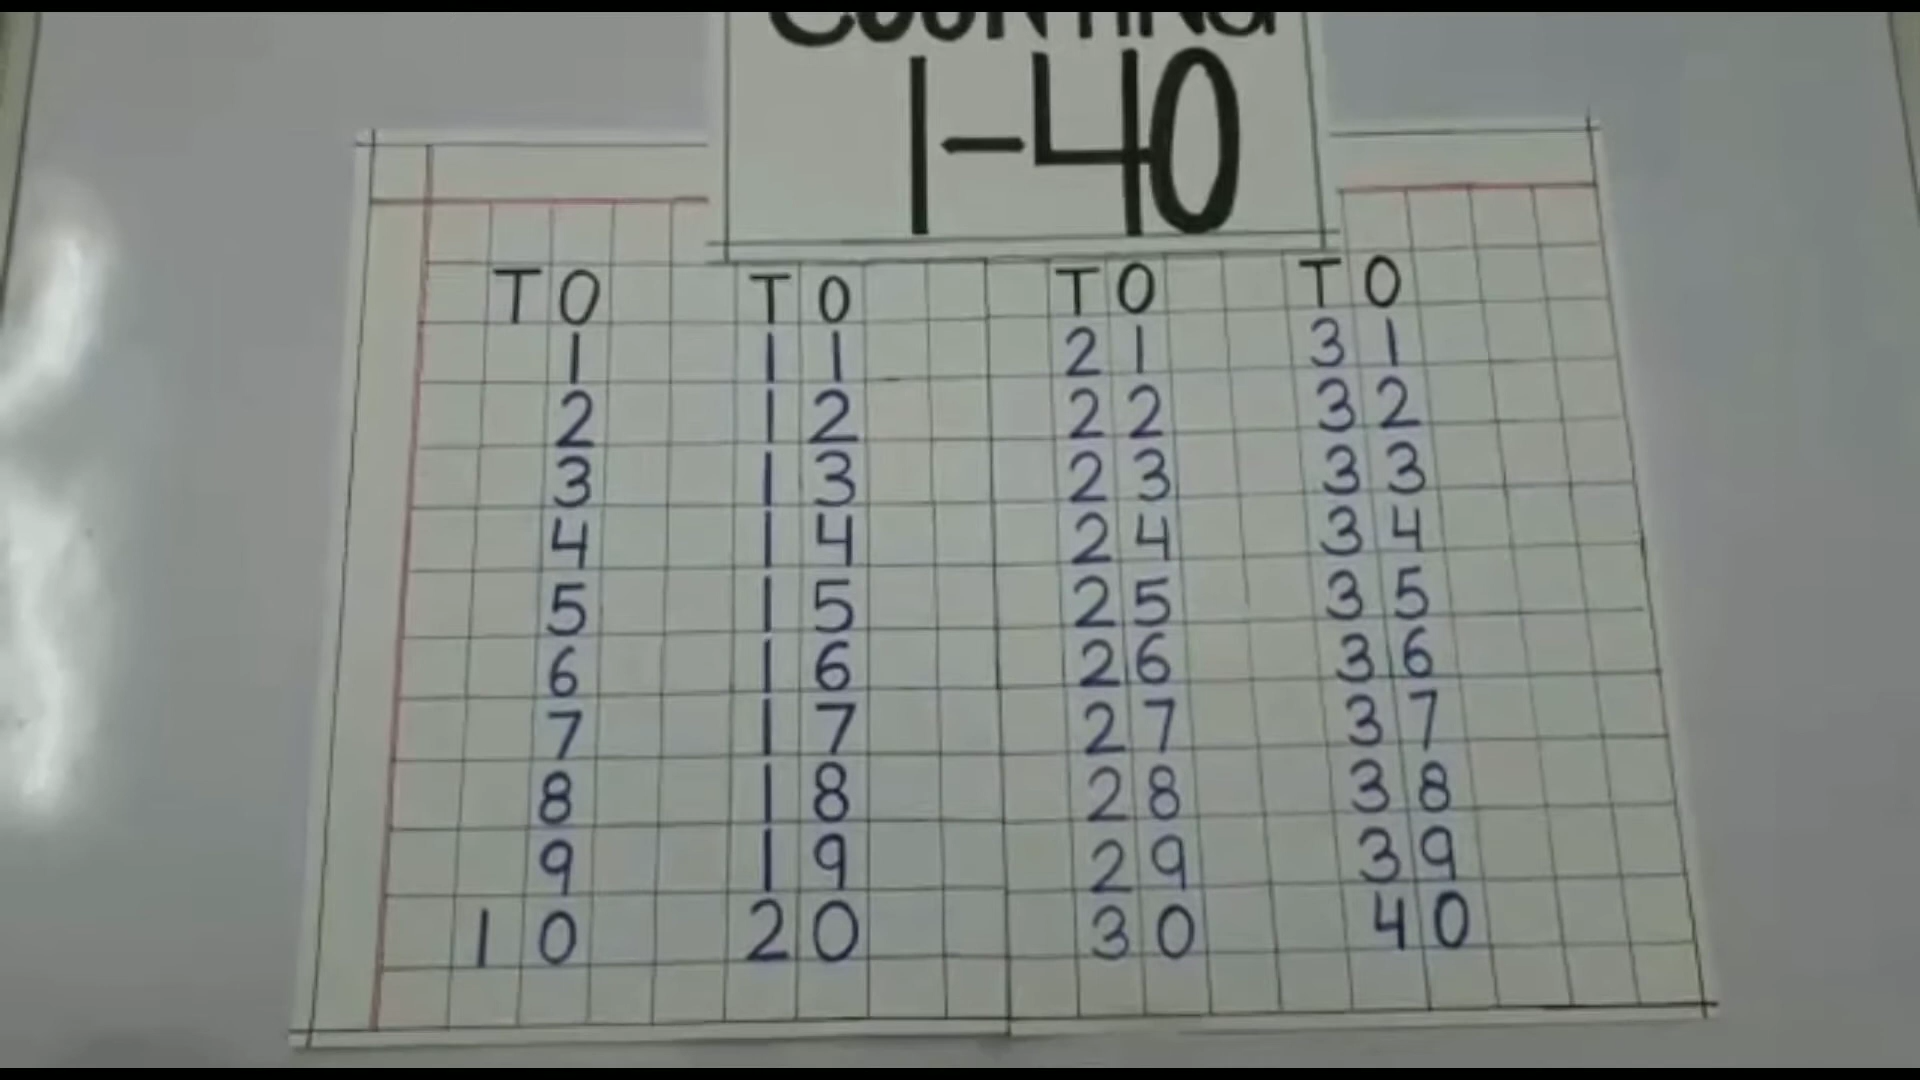 COUNTING
1-40
T O T O T O T O
1 1 1 2 1 3 1
2 1 2 2 2 3 2
3 1 3 2 3 3 3
4 1 4 2 4 3 4
5 1 5 2 5 3 5
6 1 6 2 6 3 6
7 1 7 2 7 3 7
8 1 8 2 8 3 8
9 1 9 2 9 3 9
1 0 2 0 3 0 4 0